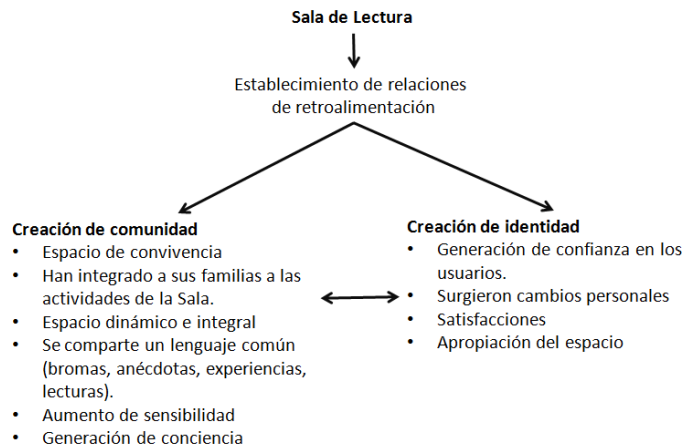 Sala de Lectura
Establecimiento de relaciones
de retroalimentación
Creación de comunidad
• Espacio de convivencia
• Han integrado a sus familias a las
actividades de la Sala.
• Espacio dinámico e integral
• Se comparte un lenguaje común
(bromas, anécdotas, experiencias,
lecturas).
• Aumento de sensibilidad
• Generación de conciencia
Creación de identidad
• Generación de confianza en los
usuarios.
• Surgieron cambios personales
• Satisfacciones
• Apropiación del espacio